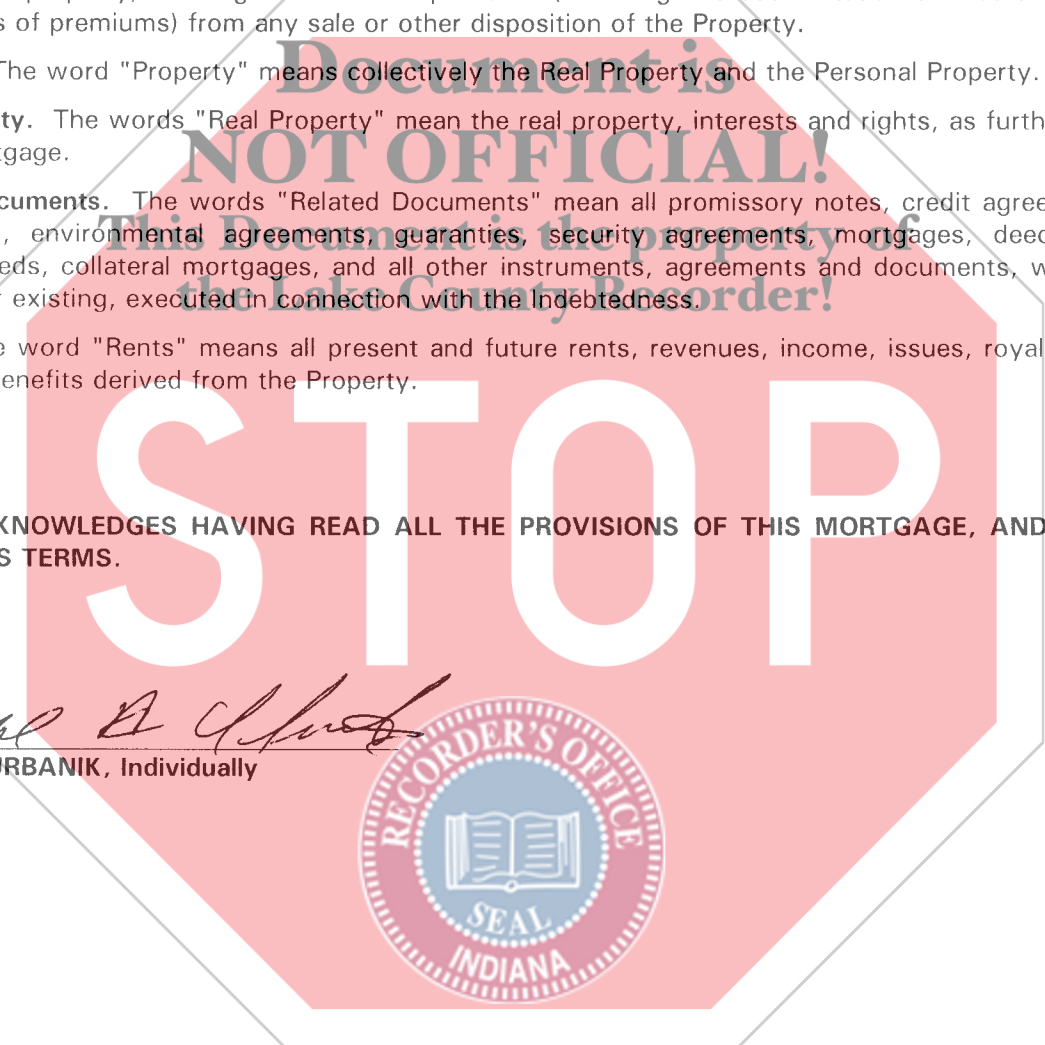 s of premiums) from any sale or other disposition of the Property.
Document is
The word "Property" means collectively the Real Property and the Personal Property.
ty. The words "Real Property" mean the real property, interests and rights, as furth
NOT OFFICIAL!
tgage.
cuments. The words "Related Documents" mean all promissory notes, credit agree
This Document is the property of
, environmental agreements, guaranties, security agreements, mortgages, deed
eds, collateral mortgages, and all other instruments, agreements and documents, w
the Lake County Recorder!
r existing, executed in connection with the Indebtedness.
e word "Rents" means all present and future rents, revenues, income, issues, royal
enefits derived from the Property.
STOP
KNOWLEDGES HAVING READ ALL THE PROVISIONS OF THIS MORTGAGE, AND
S TERMS.
RBANIK, Individually
RECORDER'S OFFICE
SEAL
INDIANA